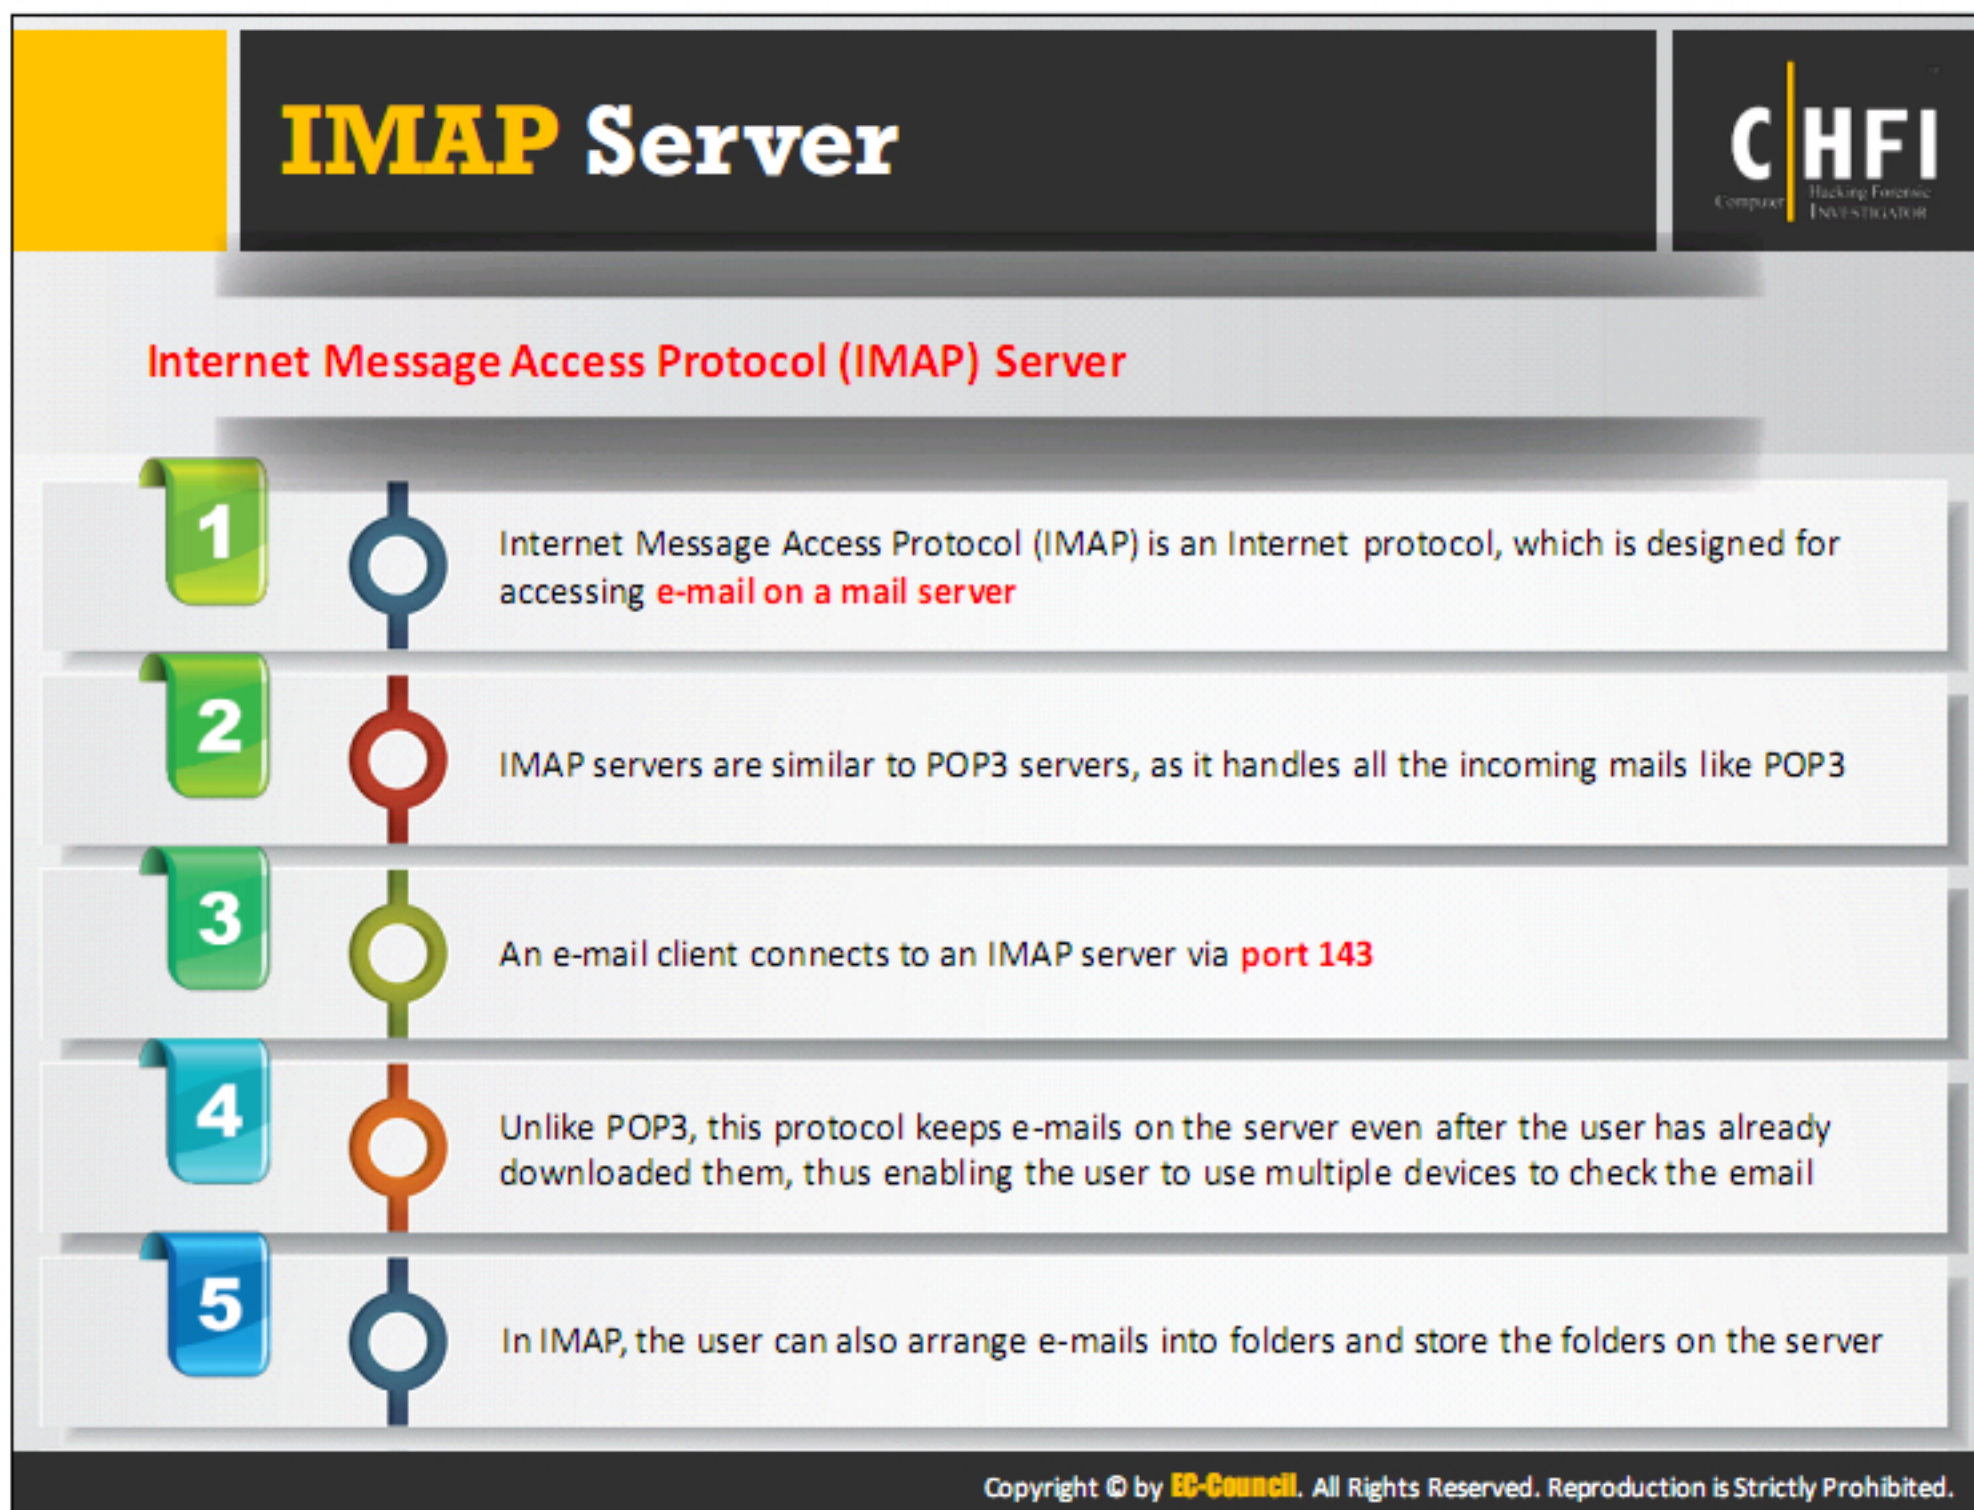 IMAP Server
C HFI
Computer
Hacking Forensic
INVESTIGATOR
Internet Message Access Protocol (IMAP) Server
1
Internet Message Access Protocol (IMAP) is an Internet protocol, which is designed for
accessing e-mail on a mail server
2
IMAP servers are similar to POP3 servers, as it handles all the incoming mails like POP3
3
An e-mail client connects to an IMAP server via port 143
4
Unlike POP3, this protocol keeps e-mails on the server even after the user has already
downloaded them, thus enabling the user to use multiple devices to check the email
5
In IMAP, the user can also arrange e-mails into folders and store the folders on the server
Copyright © by EC-Council. All Rights Reserved. Reproduction is Strictly Prohibited.